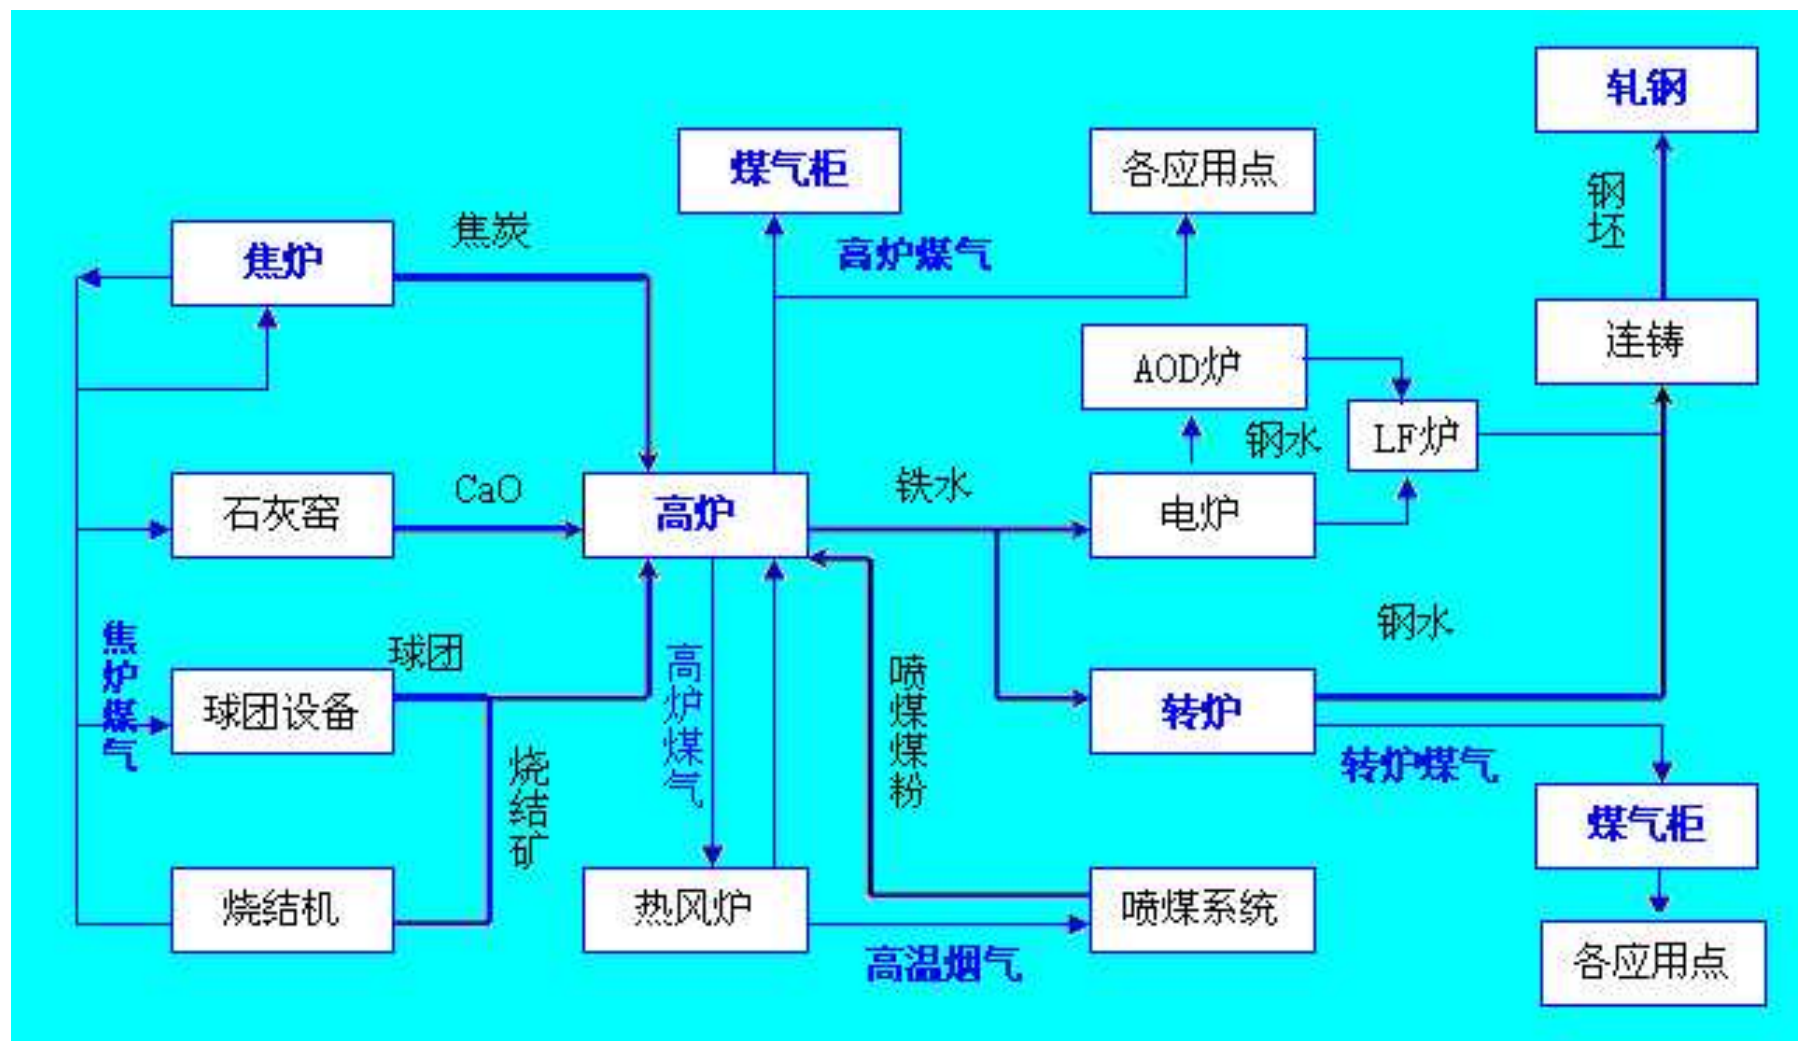 轧钢
煤气柜
各应用点
钢坯
焦炭
高炉煤气
焦炉
连铸
AOD炉
钢水
LF炉
石灰窑
CaO
高炉
铁水
电炉
钢水
焦炉煤气
球团
球团设备
高炉煤气
喷煤煤粉
转炉
转炉煤气
烧结矿
煤气柜
烧结机
热风炉
喷煤系统
高温烟气
各应用点